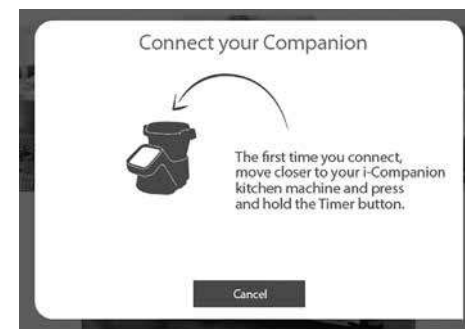 Connect your Companion
The first time you connect,
move closer to your i-Companion
kitchen machine and press
and hold the Timer button.
Cancel